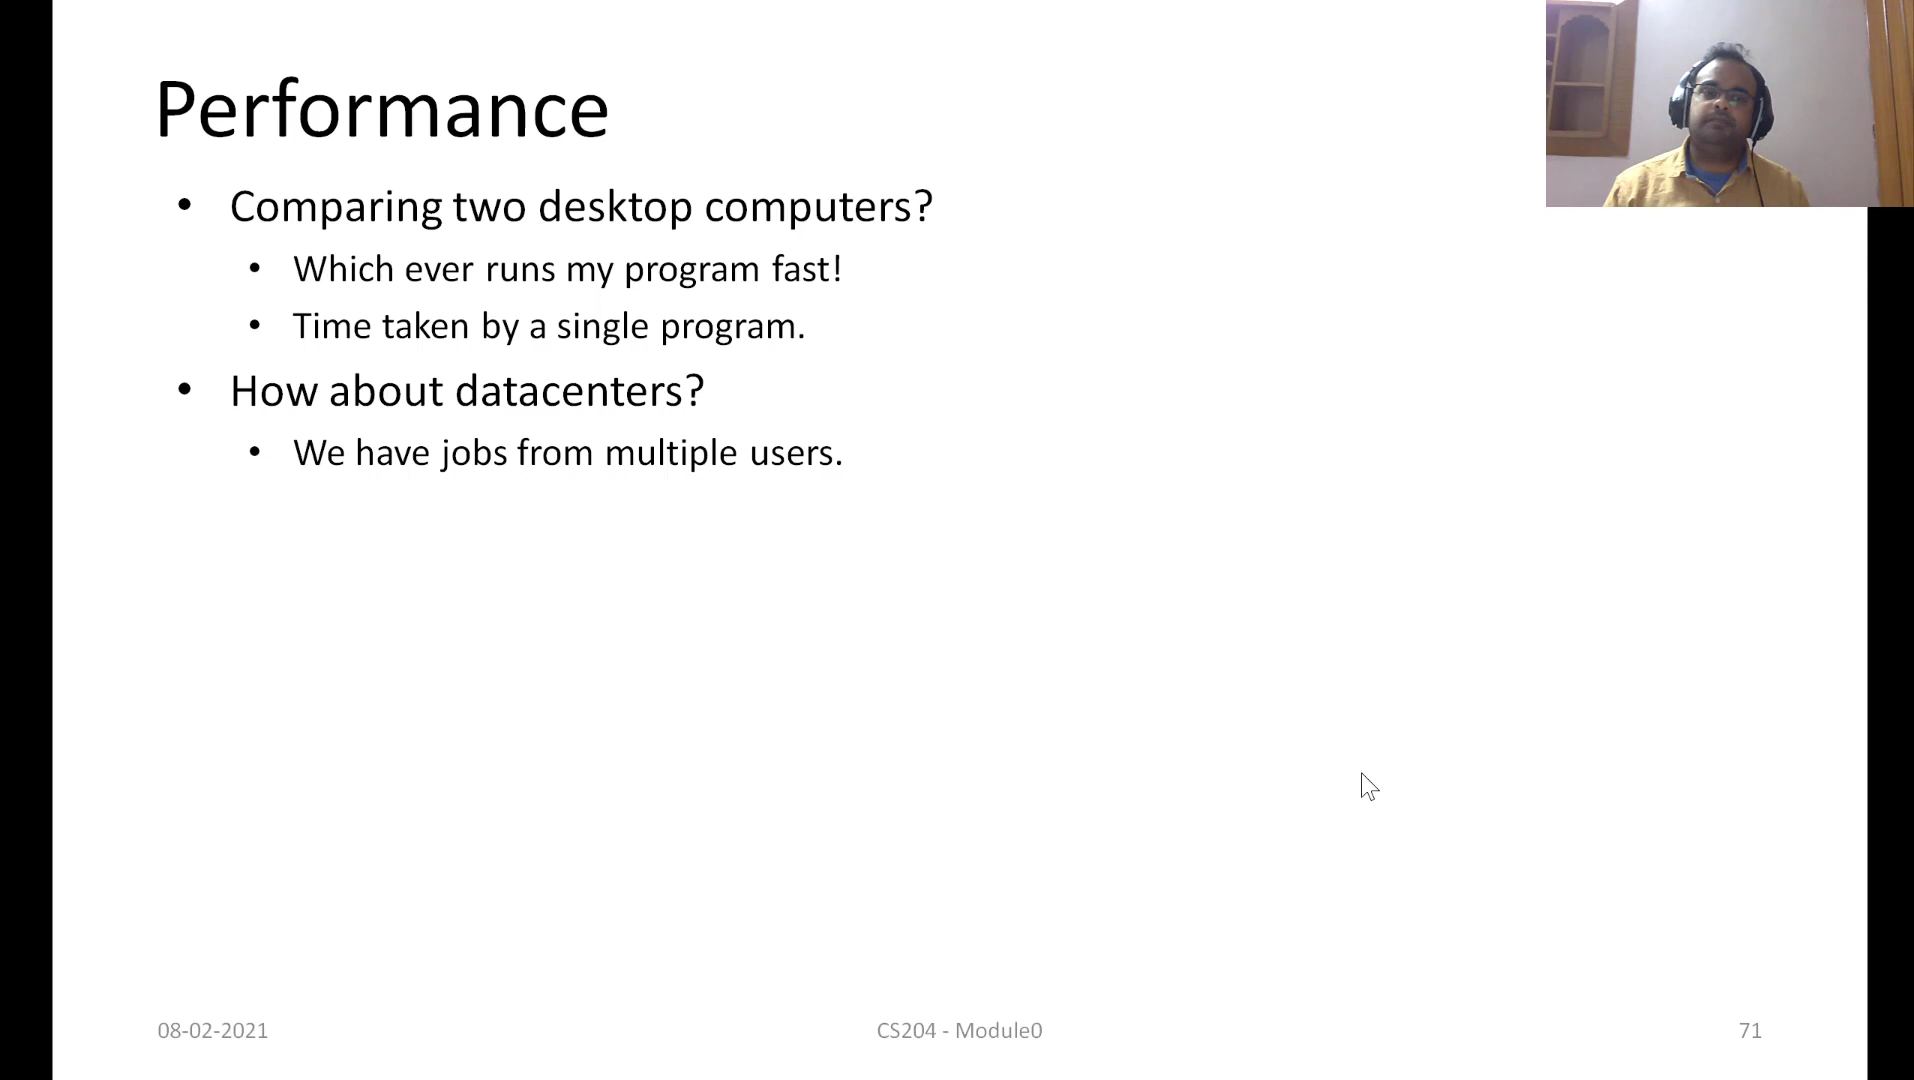 Performance
• Comparing two desktop computers?
• Which ever runs my program fast!
• Time taken by a single program.
• How about datacenters?
• We have jobs from multiple users.
08-02-2021
CS204 - Module0
71